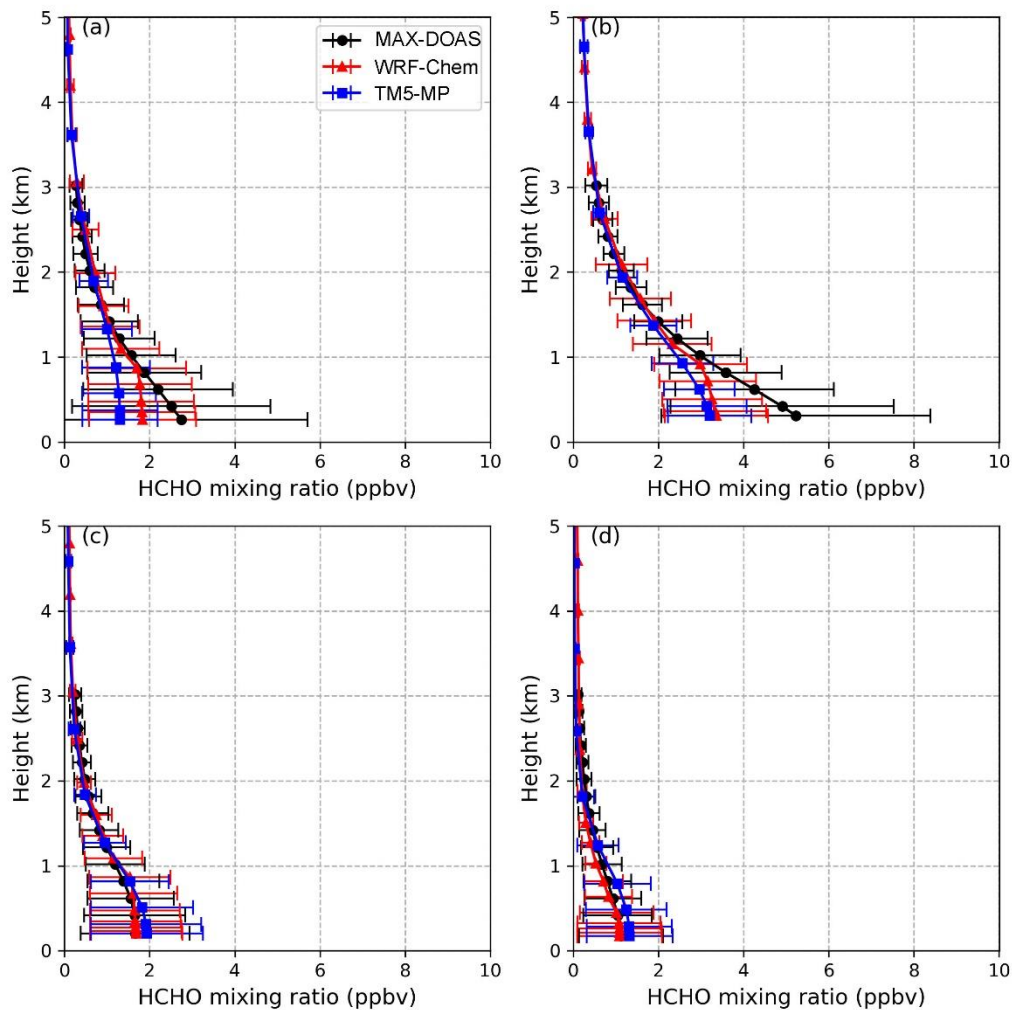 (a)
MAX-DOAS
WRF-Chem
TM5-MP
Height (km)
5
4
3
2
1
0
0 2 4 6 8 10
HCHO mixing ratio (ppbv)
(b)
Height (km)
5
4
3
2
1
0
0 2 4 6 8 10
HCHO mixing ratio (ppbv)
(c)
Height (km)
5
4
3
2
1
0
0 2 4 6 8 10
HCHO mixing ratio (ppbv)
(d)
Height (km)
5
4
3
2
1
0
0 2 4 6 8 10
HCHO mixing ratio (ppbv)